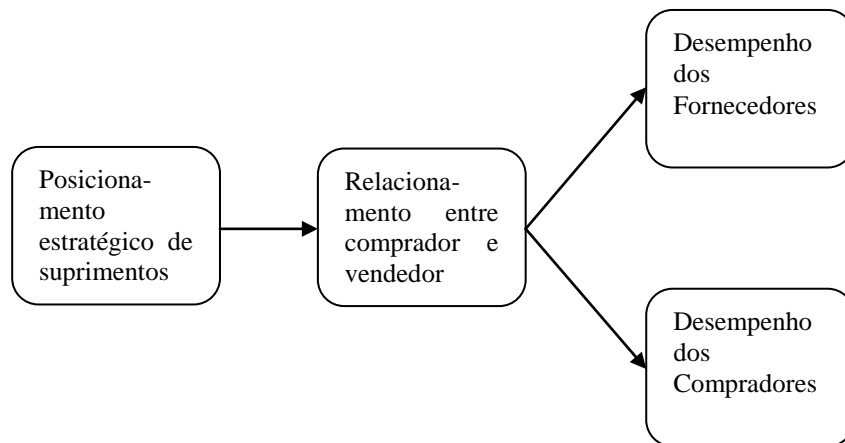 Posiciona-
mento
estratégico de
suprimentos
Relaciona-
mento entre
comprador e
vendedor
Desempenho
dos
Fornecedores
Desempenho
dos
Compradores